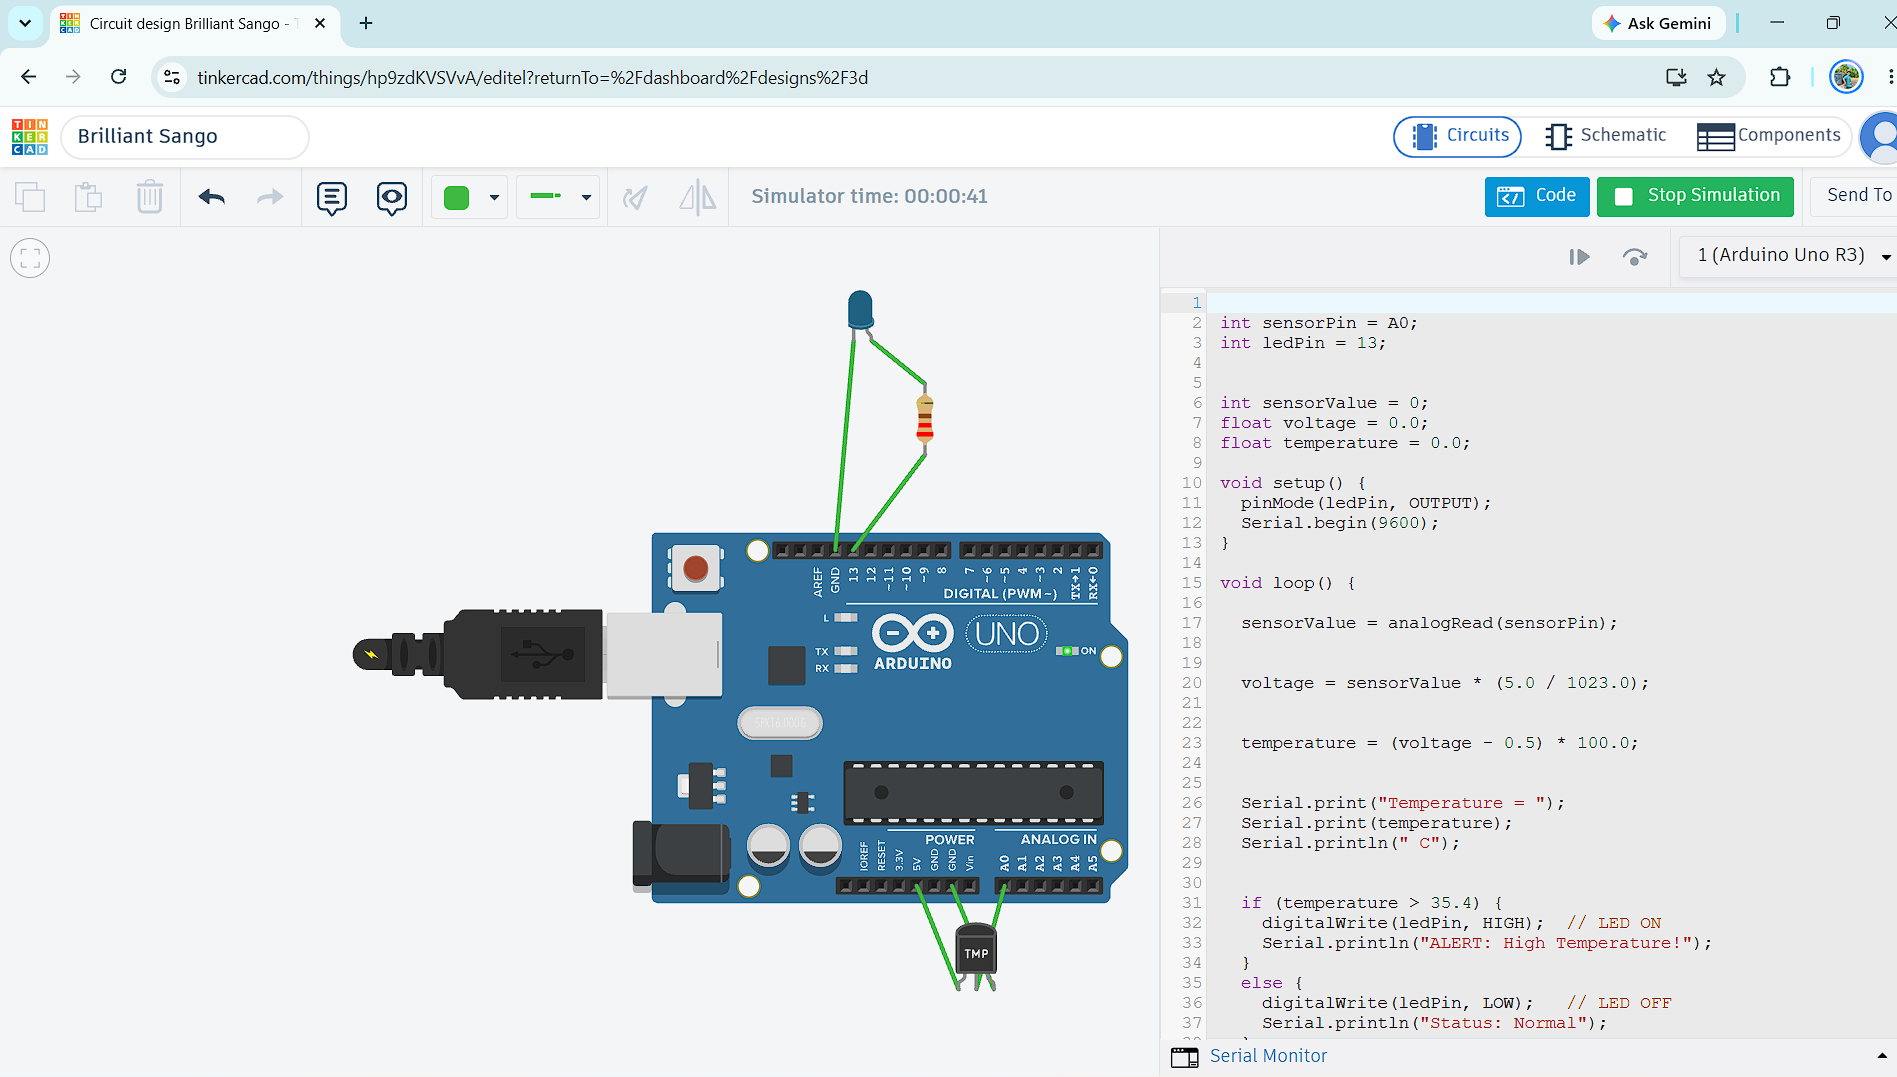 Circuit design Brilliant Sango -
Ask Gemini
tinkercad.com/things/hp9zdKVSVvA/editel?returnTo=%2Fdashboard%2Fdesigns%2F3d
TIN
KER
CAD
Brilliant Sango
Circuits
Schematic
Components
Simulator time: 00:00:41
Code
Stop Simulation
Send To
1 (Arduino Uno R3)
AREF
GND
13
12
~11
~10
~9
8
7
~6
~5
4
~3
2
TX→1
RX←0
DIGITAL (PWM~)
L
TX
RX
ARDUINO
UNO
ON
POWER
ANALOG IN
IOREF
RESET
3.3V
5V
GND
GND
Vin
A0
A1
A2
A3
A4
A5
TMP
1
2 int sensorPin = A0;
3 int ledPin = 13;
4
5
6 int sensorValue = 0;
7 float voltage = 0.0;
8 float temperature = 0.0;
9
10 void setup() {
11 pinMode(ledPin, OUTPUT);
12 Serial.begin(9600);
13 }
14
15 void loop() {
16
17 sensorValue = analogRead(sensorPin);
18
19
20 voltage = sensorValue * (5.0 / 1023.0);
21
22
23 temperature = (voltage - 0.5) * 100.0;
24
25
26 Serial.print("Temperature = ");
27 Serial.print(temperature);
28 Serial.println(" C");
29
30
31 if (temperature > 35.4) {
32 digitalWrite(ledPin, HIGH); // LED ON
33 Serial.println("ALERT: High Temperature!");
34 }
35 else {
36 digitalWrite(ledPin, LOW); // LED OFF
37 Serial.println("Status: Normal");
Serial Monitor